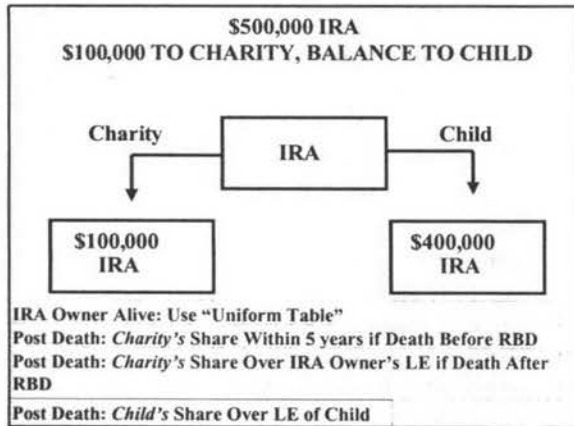 $500,000 IRA
$100,000 TO CHARITY, BALANCE TO CHILD
Charity
IRA
Child
$100,000
IRA
$400,000
IRA
IRA Owner Alive: Use “Uniform Table”
Post Death: Charity's Share Within 5 years if Death Before RBD
Post Death: Charity's Share Over IRA Owner's LE if Death After
RBD
Post Death: Child's Share Over LE of Child